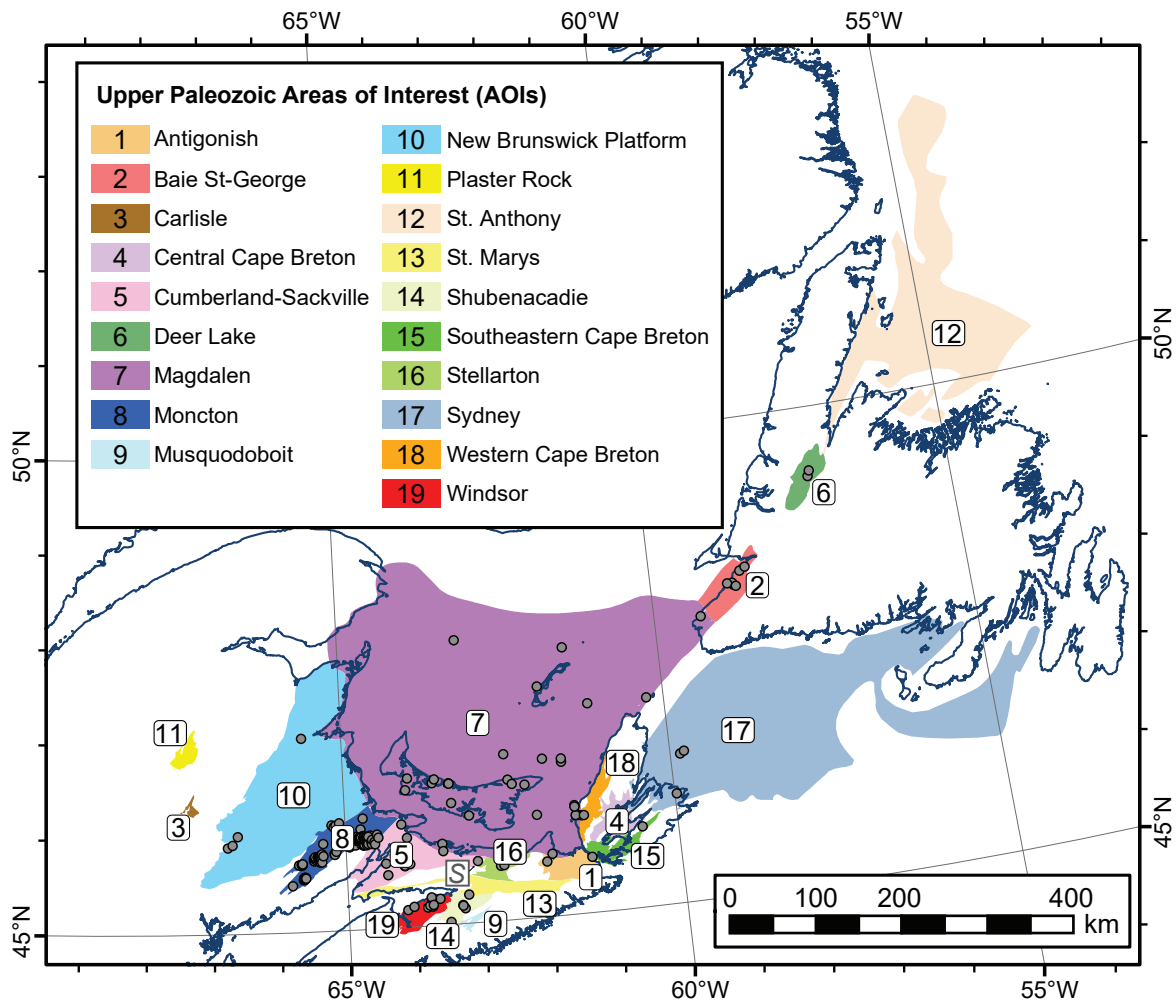 65°W 60°W 55°W
Upper Paleozoic Areas of Interest (AOIs)
1 Antigonish
2 Baie St-George
3 Carlisle
4 Central Cape Breton
5 Cumberland-Sackville
6 Deer Lake
7 Magdalen
8 Moncton
9 Musquodoboit
10 New Brunswick Platform
11 Plaster Rock
12 St. Anthony
13 St. Marys
14 Shubenacadie
15 Southeastern Cape Breton
16 Stellarton
17 Sydney
18 Western Cape Breton
19 Windsor
12
50°N
50°N
6
2
7
17
11
18
10
3
4
8
5
16
15
S
1
13
19
14
9
45°N
45°N
0 200 400
km
65°W 60°W 55°W